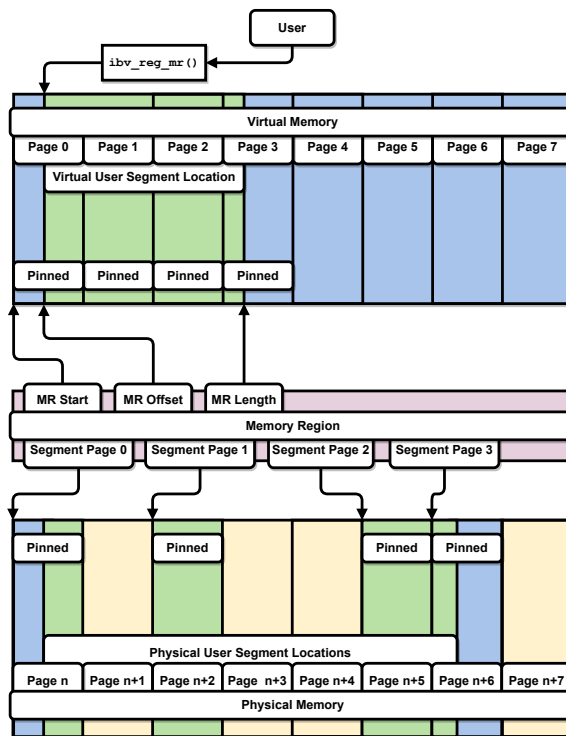 User
ibv_reg_mr()
Virtual Memory
Page 0 Page 1 Page 2 Page 3 Page 4 Page 5 Page 6 Page 7
Virtual User Segment Location
Pinned Pinned Pinned Pinned
MR Start MR Offset MR Length
Memory Region
Segment Page 0 Segment Page 1 Segment Page 2 Segment Page 3
Pinned Pinned Pinned Pinned
Physical User Segment Locations
Page n Page n+1 Page n+2 Page n+3 Page n+4 Page n+5 Page n+6 Page n+7
Physical Memory